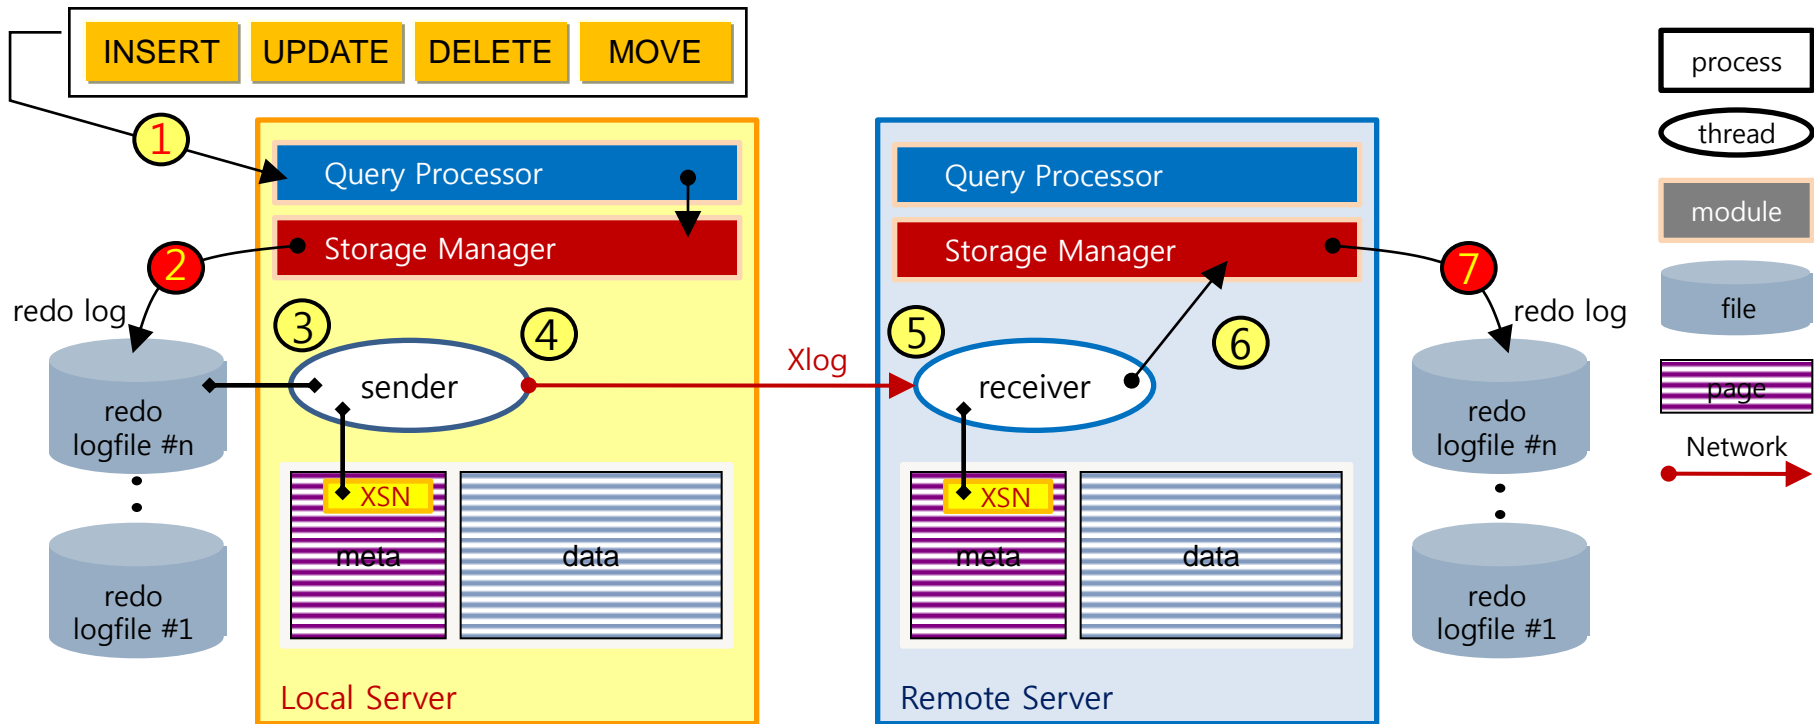 INSERT UPDATE DELETE MOVE
1
Query Processor
Storage Manager
2
redo log
3
4
sender
redo
logfile #n
XSN
meta
data
redo
logfile #1
Local Server
Xlog
Query Processor
Storage Manager
5
6
7
receiver
redo log
redo
logfile #n
XSN
meta
data
redo
logfile #1
Remote Server
process
thread
module
file
page
Network